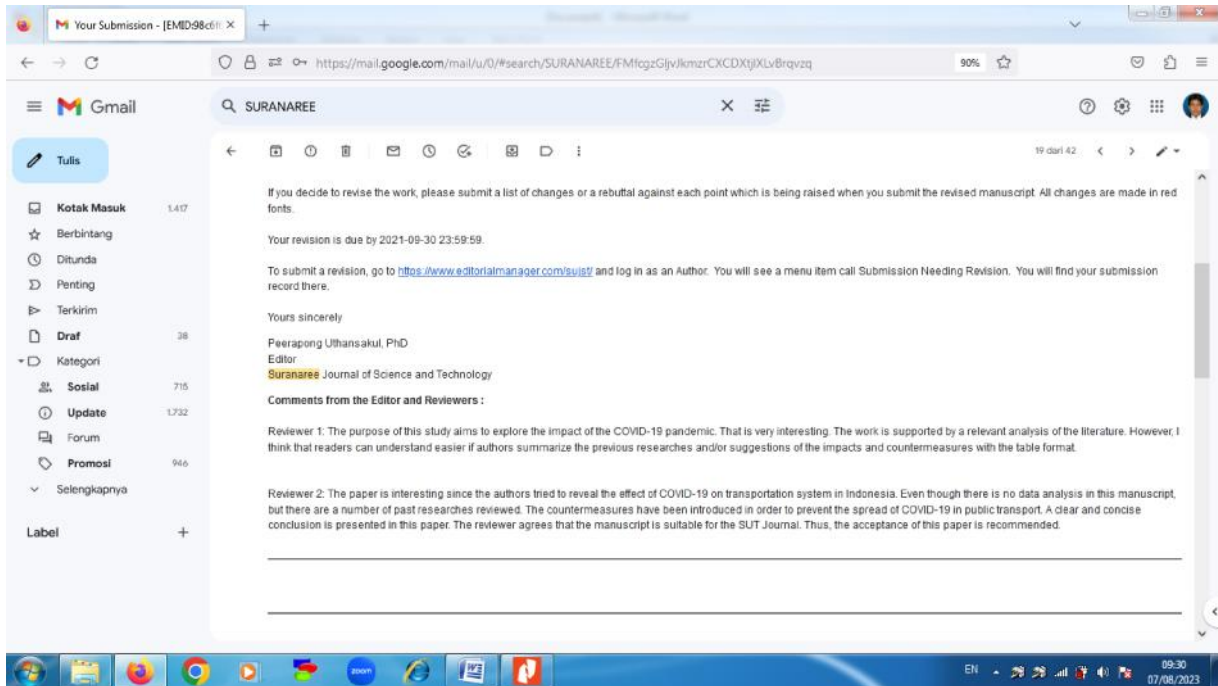 Your Submission - [EMID:98c6f
https://mail.google.com/mail/u/0/#search/SURANAREE/
90%
Gmail
SURANAREE
Tulis
19 dari 42
Kotak Masuk 1.417
Berbintang
Ditunda
Penting
Terkirim
Draf 38
Kategori
Sosial 715
Update 1.732
Forum
Promosi 946
Selengkapnya
Label
If you decide to revise the work, please submit a list of changes or a rebuttal against each point which is being raised when you submit the revised manuscript. All changes are made in red
fonts.
Your revision is due by 2021-09-30 23:59:59.
To submit a revision, go to https://www.editorialmanager.com/sujst/ and log in as an Author. You will see a menu item call Submission Needing Revision. You will find your submission
record there.
Yours sincerely
Peerapong Uthansakul, PhD
Editor
Suranaree Journal of Science and Technology
Comments from the Editor and Reviewers :
Reviewer 1: The purpose of this study aims to explore the impact of the COVID-19 pandemic. That is very interesting. The work is supported by a relevant analysis of the literature. However, I
think that readers can understand easier if authors summarize the previous researches and/or suggestions of the impacts and countermeasures with the table format.
Reviewer 2: The paper is interesting since the authors tried to reveal the effect of COVID-19 on transportation system in Indonesia. Even though there is no data analysis in this manuscript,
but there are a number of past researches reviewed. The countermeasures have been introduced in order to prevent the spread of COVID-19 in public transport. A clear and concise
conclusion is presented in this paper. The reviewer agrees that the manuscript is suitable for the SUT Journal. Thus, the acceptance of this paper is recommended.
zoom
EN
09:30
07/08/2023